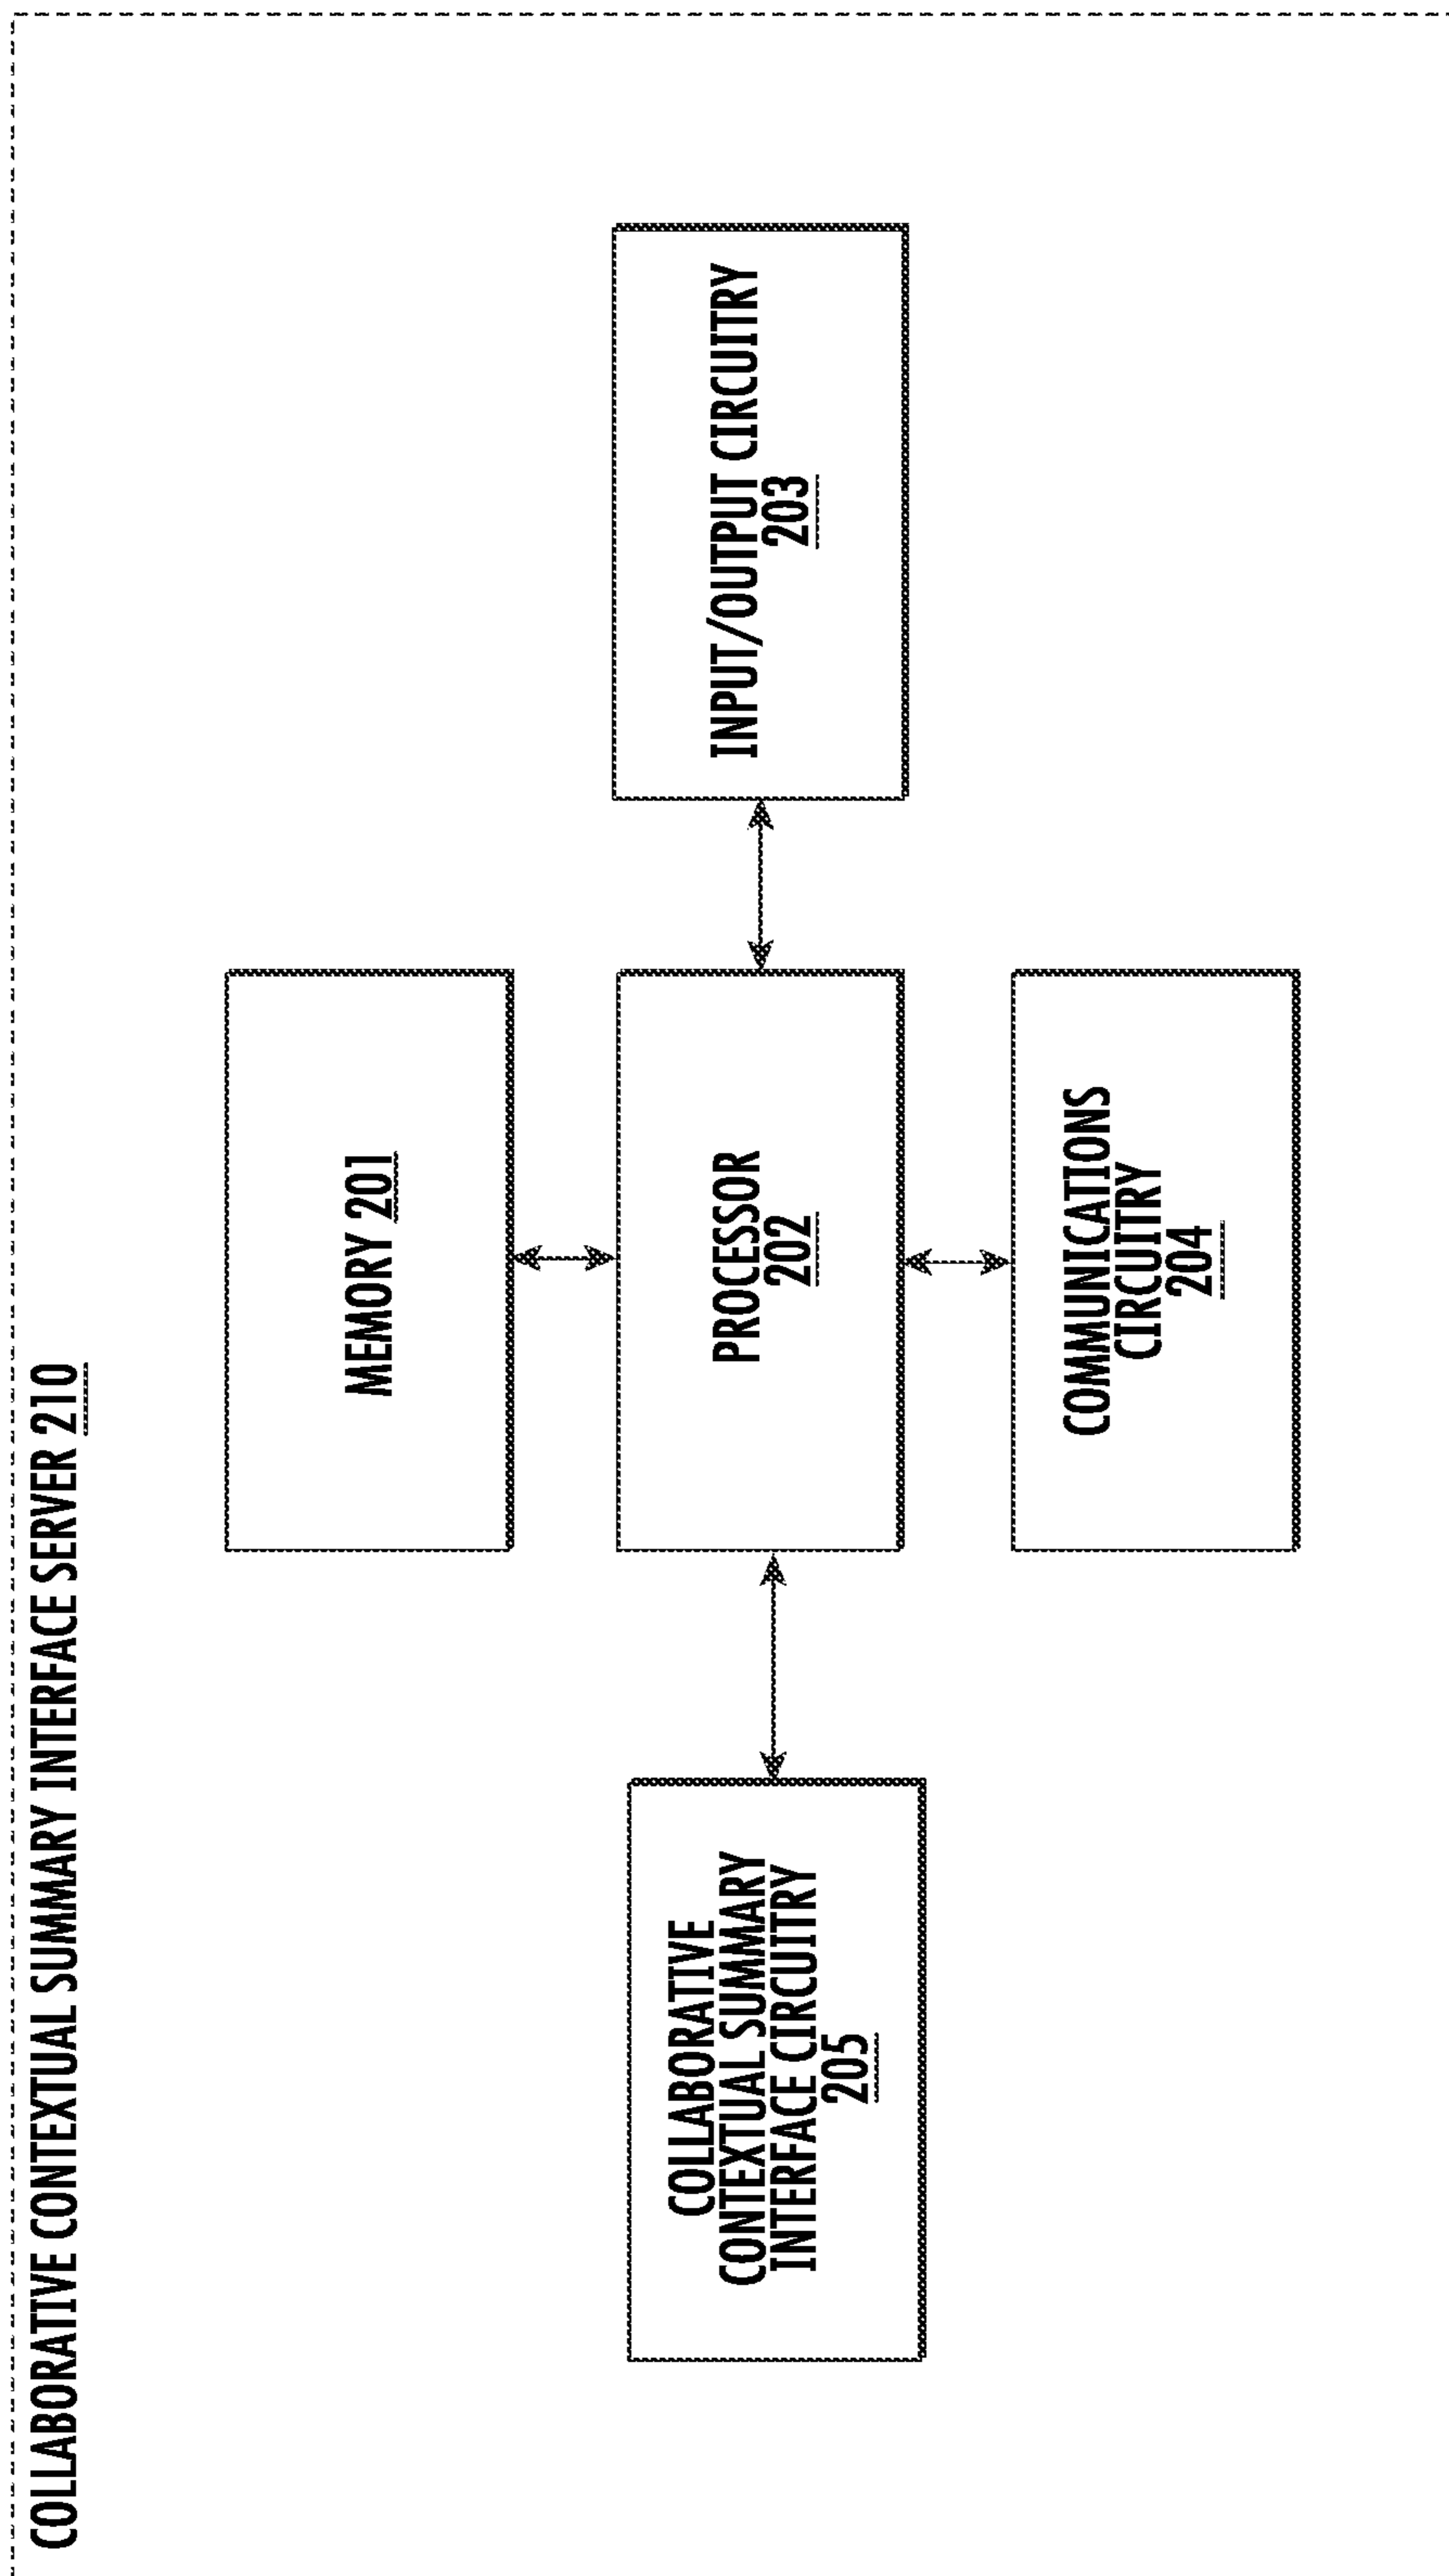 COLLABORATIVE CONTEXTUAL SUMMARY INTERFACE SERVER 210
MEMORY 201
COLLABORATIVE
CONTEXTUAL SUMMARY
INTERFACE CIRCUITRY
205
PROCESSOR
202
INPUT/OUTPUT CIRCUITRY
203
COMMUNICATIONS
CIRCUITRY
204